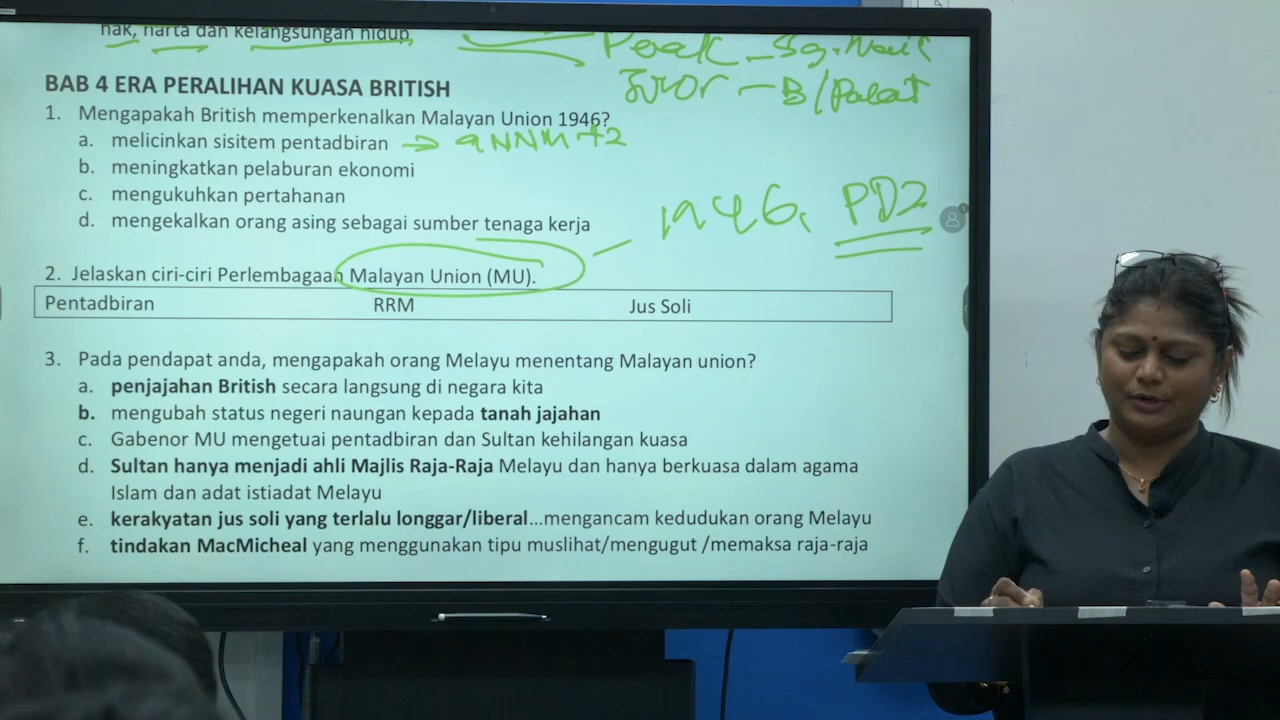 hak, harta dan kelangsungan hidup
Perak - Sg. Nail
Johor - B/Pahat
BAB 4 ERA PERALIHAN KUASA BRITISH
1. Mengapakah British memperkenalkan Malayan Union 1946?
a. melicinkan sisitem pentadbiran →
b. meningkatkan pelaburan ekonomi
c. mengukuhkan pertahanan
d. mengekalkan orang asing sebagai sumber tenaga kerja
1946, PD2
2. Jelaskan ciri-ciri Perlembagaan Malayan Union (MU).
Pentadbiran RRM Jus Soli
3. Pada pendapat anda, mengapakah orang Melayu menentang Malayan union?
a. penjajahan British secara langsung di negara kita
b. mengubah status negeri naungan kepada tanah jajahan
c. Gabenor MU mengetuai pentadbiran dan Sultan kehilangan kuasa
d. Sultan hanya menjadi ahli Majlis Raja-Raja Melayu dan hanya berkuasa dalam agama
Islam dan adat istiadat Melayu
e. kerakyatan jus soli yang terlalu longgar/liberal...mengancam kedudukan orang Melayu
f. tindakan MacMicheal yang menggunakan tipu muslihat/mengugut /memaksa raja-raja